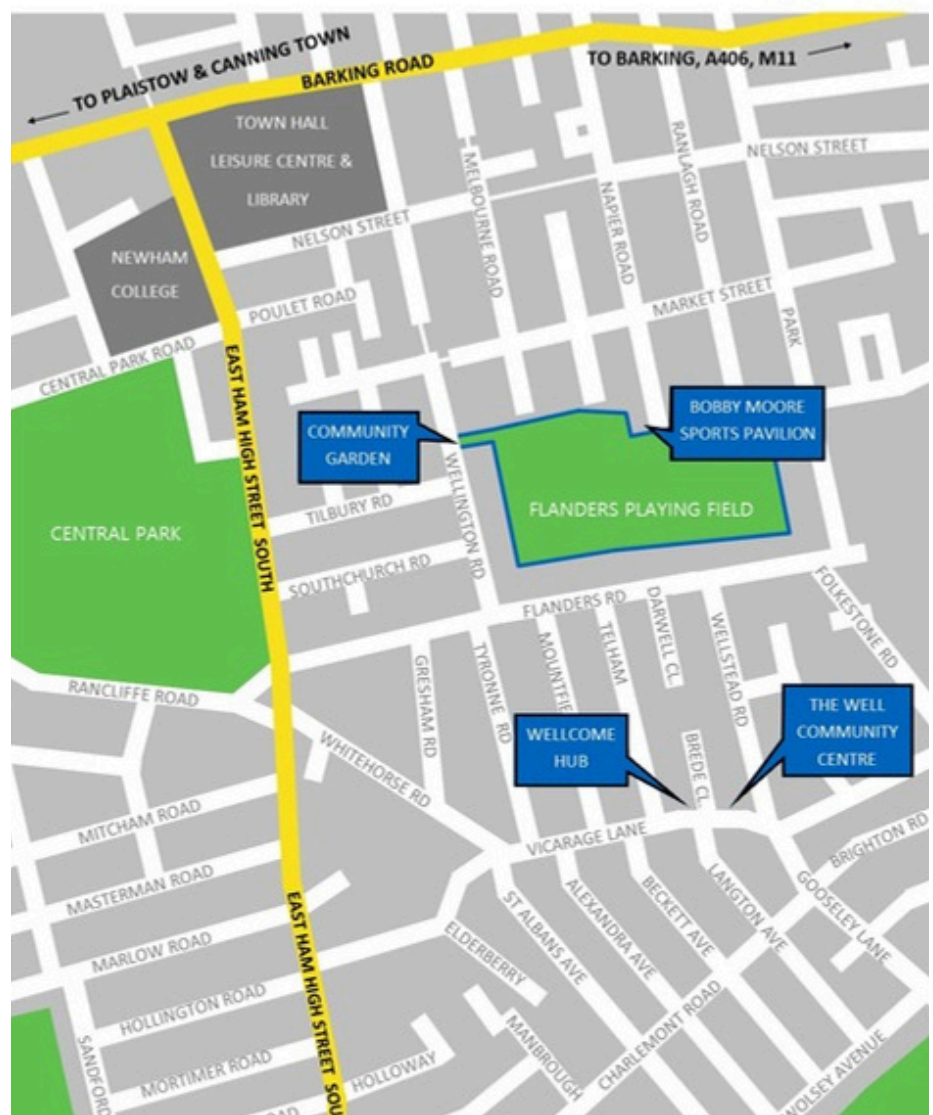 TO PLAISTOW & CANNING TOWN
BARKING ROAD
TO BARKING, A406, M11
TOWN HALL
LEISURE CENTRE &
LIBRARY
NELSON STREET
MELBOURNE ROAD
NAPIER ROAD
RANLAGH ROAD
NELSON STREET
NEWHAM
COLLEGE
POULET ROAD
CENTRAL PARK ROAD
MARKET STREET
PARK
EAST HAM HIGH STREET SOUTH
COMMUNITY
GARDEN
BOBBY MOORE
SPORTS PAVILION
WELLINGTON RD
FLANDERS PLAYING FIELD
CENTRAL PARK
TILBURY RD
SOUTHCHURCH RD
FLANDERS RD
FOLKESTONE RD
GRESHAM RD
TYRONNE RD
MOUNTFIE
TELHAM
DARWELL CL.
WELLSTEAD RD
RANCLIFFE ROAD
WHITEHORSE RD
WELLCOME
HUB
BREDE CL.
THE WELL
COMMUNITY
CENTRE
MITCHAM ROAD
VICARAGE LANE
BRIGHTON RD
MASTERMAN ROAD
ST ALBANS AVE
ALEXANDRA AVE
BECKETT AVE
LANGTON AVE
GOOSELEY LANE
MARLOW ROAD
ELDERBERRY
EAST HAM HIGH STREET SOU
HOLLINGTON ROAD
CHARLEMONT ROAD
MANBROUGH
SANDFORD
MORTIMER ROAD
HOLLOWAY
OLSEY AVENUE
ROAD